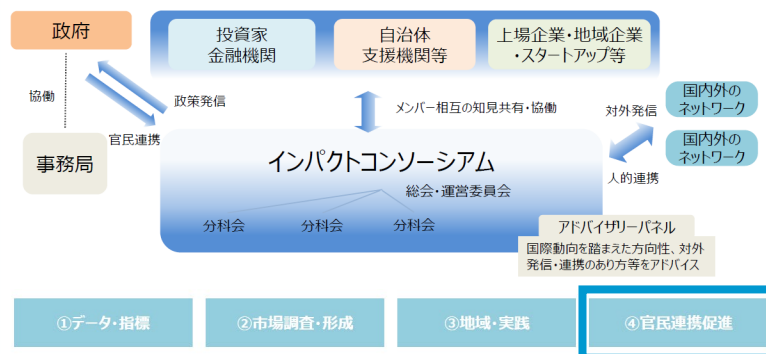 政府
投資家
金融機関
自治体
支援機関等
上場企業・地域企業
・スタートアップ等
協働
政策発信
官民連携
メンバー相互の知見共有・協働
対外発信
国内外の
ネットワーク
国内外の
ネットワーク
人的連携
事務局
インパクトコンソーシアム
総会・運営委員会
分科会
分科会
分科会
アドバイザリーパネル
国際動向を踏まえた方向性、対外
発信・連携のあり方等をアドバイス
①データ・指標
②市場調査・形成
③地域・実践
④官民連携促進